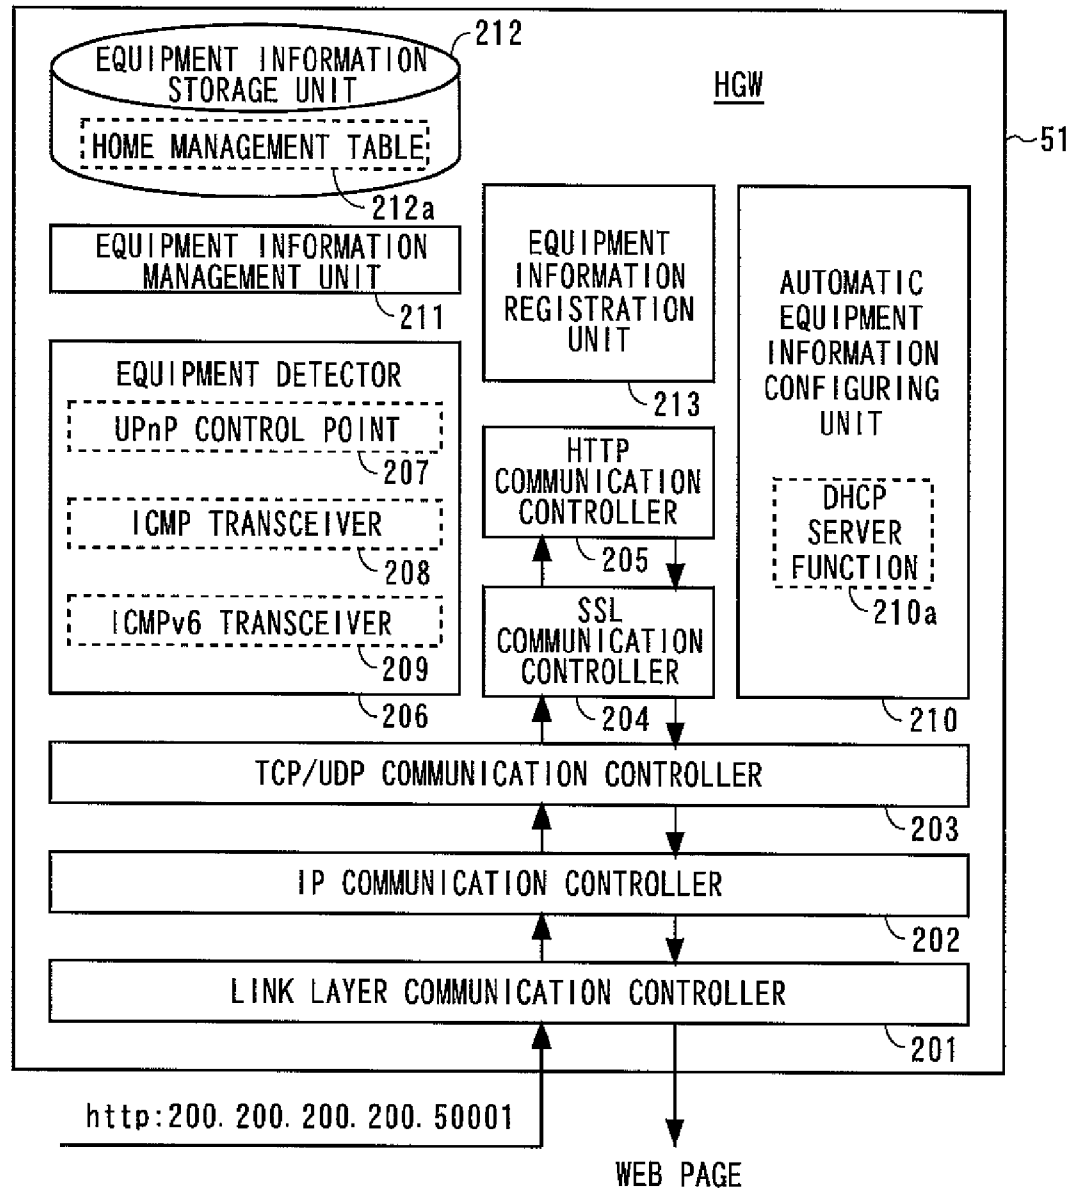 212
EQUIPMENT INFORMATION
STORAGE UNIT
HGW
HOME MANAGEMENT TABLE
51
212a
EQUIPMENT INFORMATION
MANAGEMENT UNIT
211
EQUIPMENT
INFORMATION
REGISTRATION
UNIT
213
AUTOMATIC
EQUIPMENT
INFORMATION
CONFIGURING
UNIT
DHCP
SERVER
FUNCTION
210a
210
EQUIPMENT DETECTOR
UPnP CONTROL POINT
207
ICMP TRANSCEIVER
208
ICMPv6 TRANSCEIVER
209
206
HTTP
COMMUNICATION
CONTROLLER
205
SSL
COMMUNICATION
CONTROLLER
204
TCP/UDP COMMUNICATION CONTROLLER
203
IP COMMUNICATION CONTROLLER
202
LINK LAYER COMMUNICATION CONTROLLER
201
http:200.200.200.200.50001
WEB PAGE